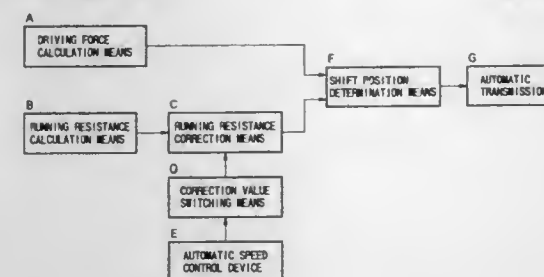 A
DRIVING FORCE
CALCULATION MEANS
F
SHIFT POSITION
DETERMINATION MEANS
G
AUTOMATIC
TRANSMISSION
B
RUNNING RESISTANCE
CALCULATION MEANS
C
RUNNING RESISTANCE
CORRECTION MEANS
Q
CORRECTION VALUE
SWITCHING MEANS
E
AUTOMATIC SPEED
CONTROL DEVICE